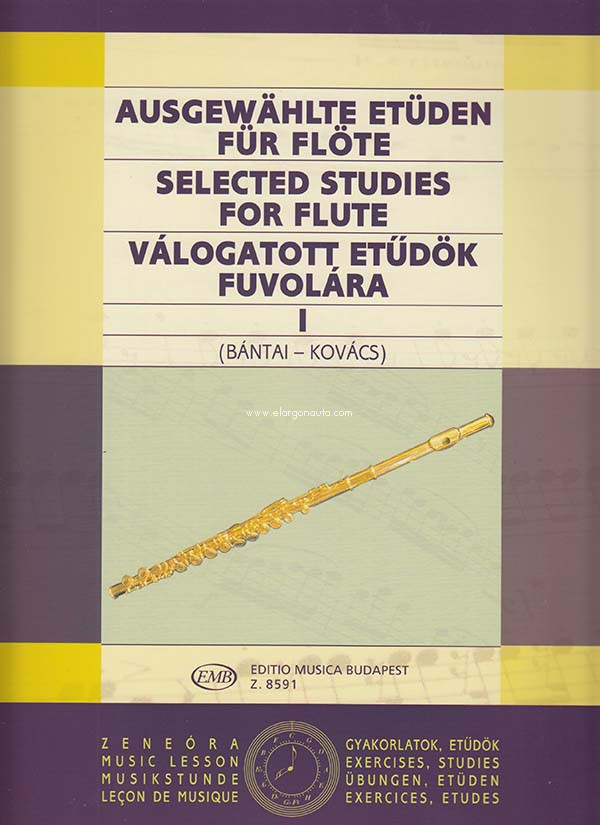 AUSGEWÄHLTE ETÜDEN
FÜR FLÖTE
SELECTED STUDIES
FOR FLUTE
VÁLOGATOTT ETŰDÖK
FUVOLÁRA
I
(BÁNTAI – KOVÁCS)
www.elargonauta.com
EMB
EDITIO MUSICA BUDAPEST
Z. 8591
ZENEÓRA
MUSIC LESSON
MUSIKSTUNDE
LEÇON DE MUSIQUE
GYAKORLATOK, ETŰDÖK
EXERCISES, STUDIES
ÜBUNGEN, ETÜDEN
EXERCICES, ETUDES